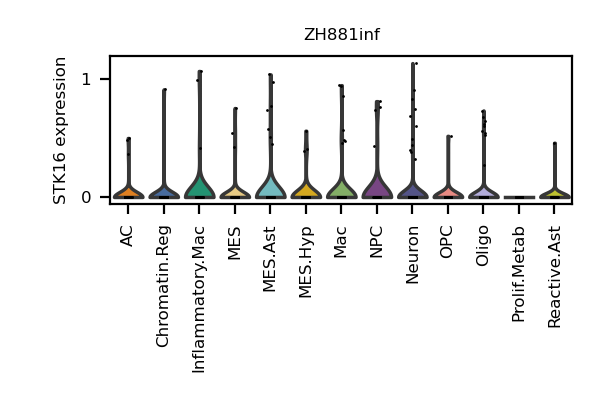 ZH881inf
STK16 expression
1
0
AC
Chromatin.Reg
Inflammatory.Mac
MES
MES.Ast
MES.Hyp
Mac
NPC
Neuron
OPC
Oligo
Prolif.Metab
Reactive.Ast